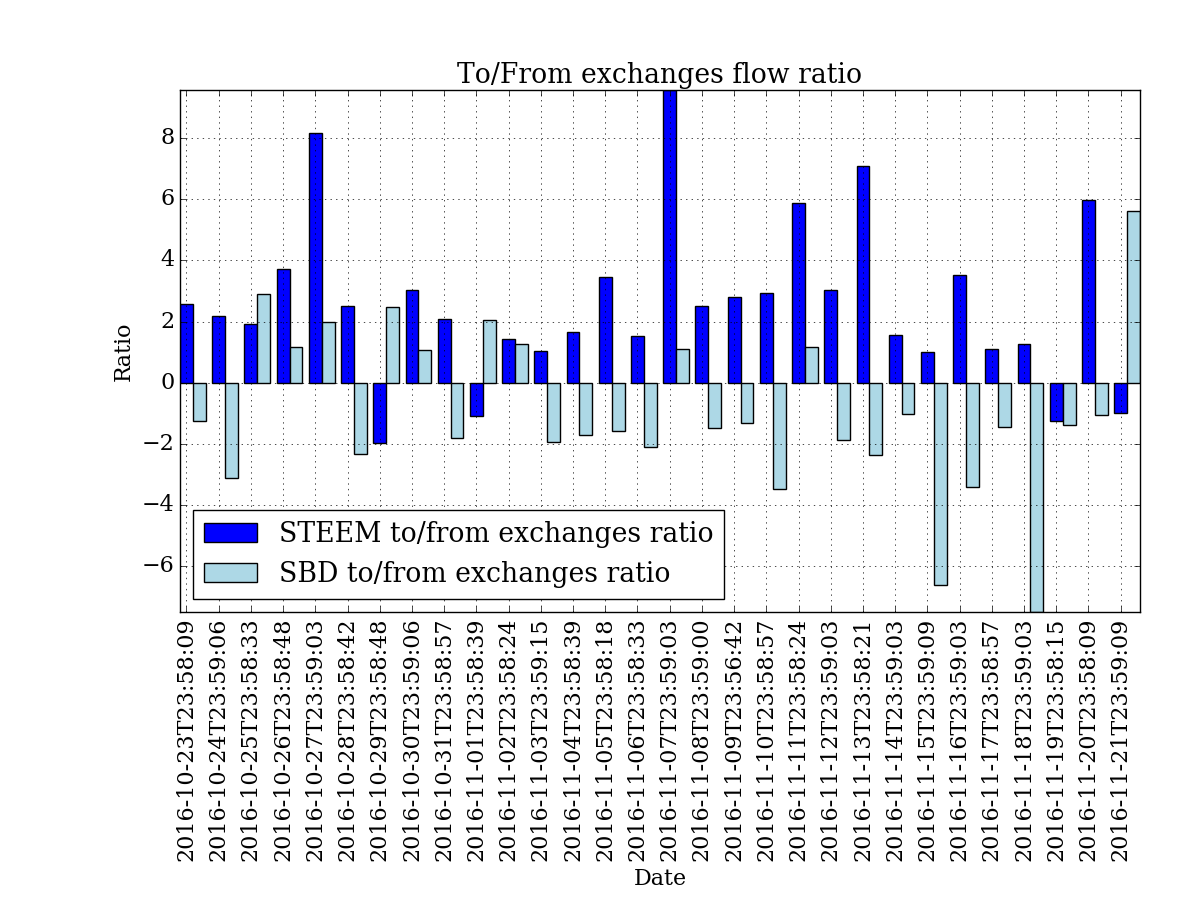 To/From exchanges flow ratio
8
6
4
2
0
−2
−4
−6
Ratio
STEEM to/from exchanges ratio
SBD to/from exchanges ratio
2016-10-23T23:58:09
2016-10-24T23:59:06
2016-10-25T23:58:33
2016-10-26T23:58:48
2016-10-27T23:59:03
2016-10-28T23:58:42
2016-10-29T23:58:48
2016-10-30T23:59:06
2016-10-31T23:58:57
2016-11-01T23:58:39
2016-11-02T23:58:24
2016-11-03T23:59:15
2016-11-04T23:58:39
2016-11-05T23:58:18
2016-11-06T23:58:33
2016-11-07T23:59:03
2016-11-08T23:59:00
2016-11-09T23:56:42
2016-11-10T23:58:57
2016-11-11T23:58:24
2016-11-12T23:59:03
2016-11-13T23:58:21
2016-11-14T23:59:03
2016-11-15T23:59:09
2016-11-16T23:59:03
2016-11-17T23:58:57
2016-11-18T23:59:03
2016-11-19T23:58:15
2016-11-20T23:58:09
2016-11-21T23:59:09
Date